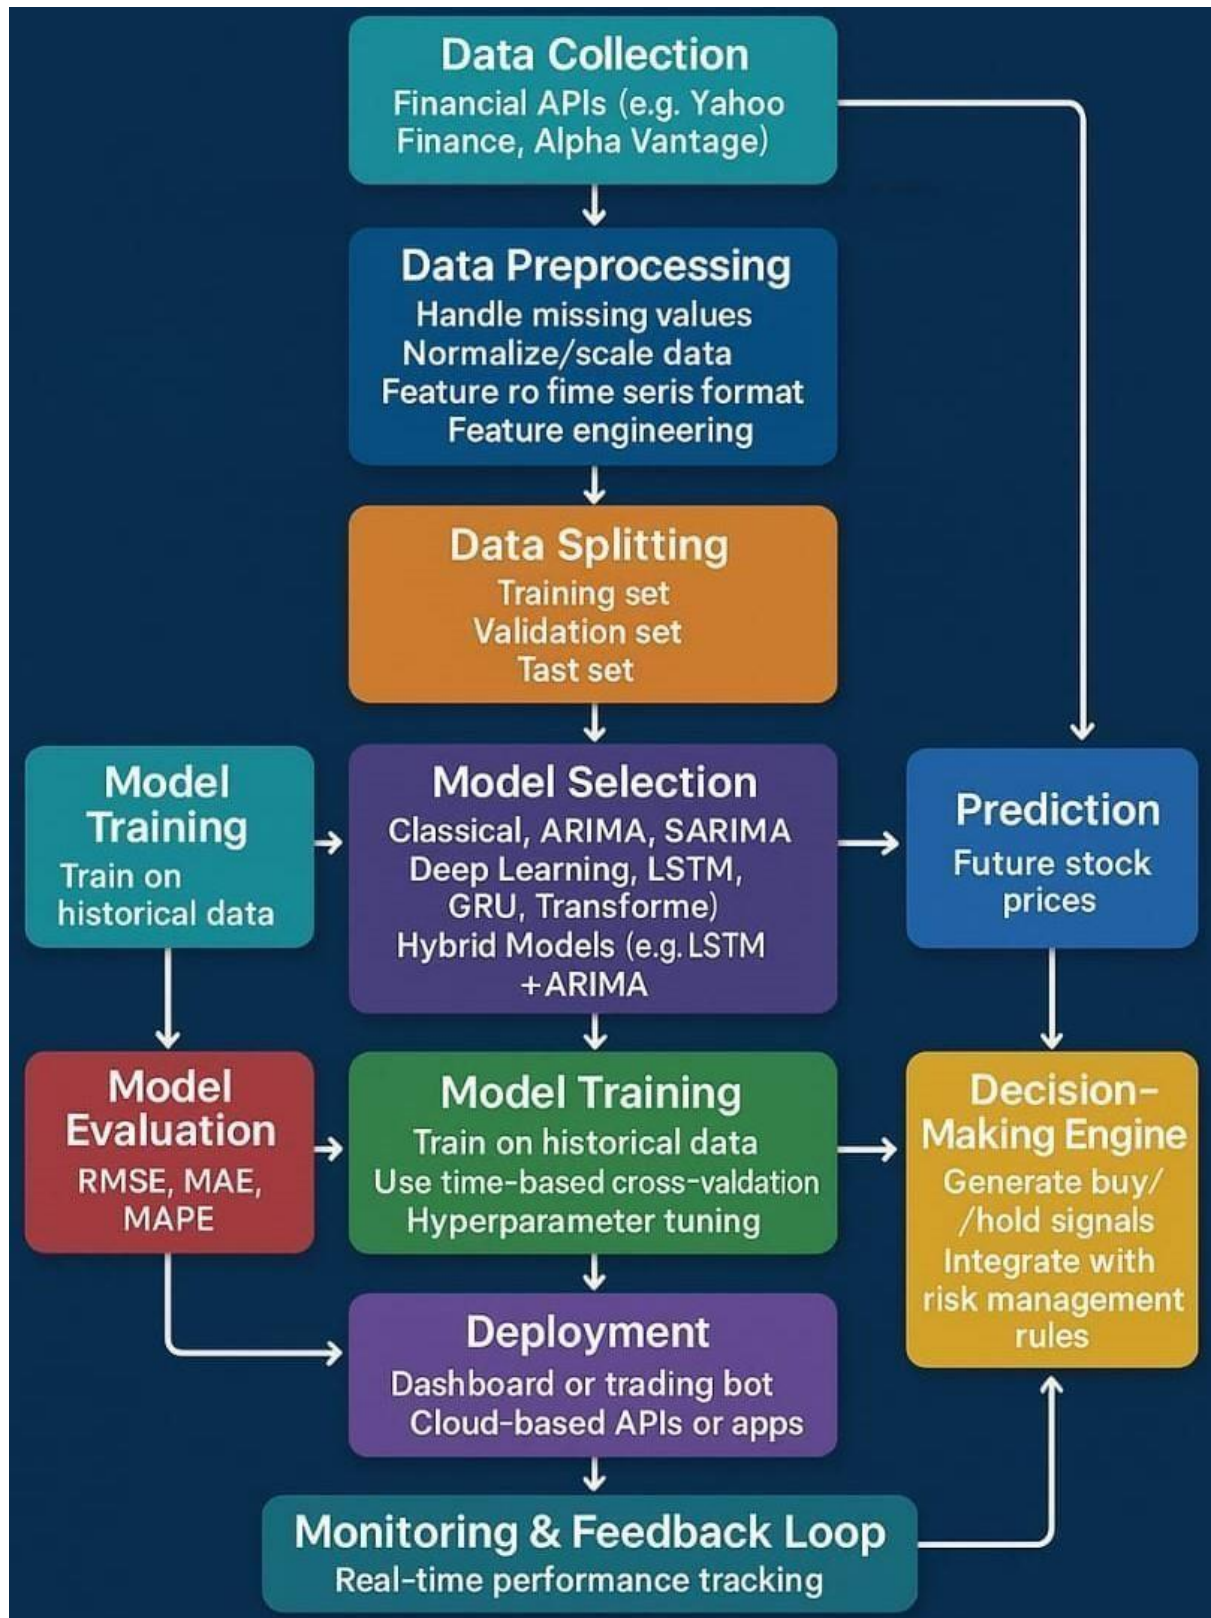 Data Collection
Financial APIs (e.g. Yahoo
Finance, Alpha Vantage)
Data Preprocessing
Handle missing values
Normalize/scale data
Feature ro fime seris format
Feature engineering
Data Splitting
Training set
Validation set
Tast set
Model
Training
Train on
historical data
Model Selection
Classical, ARIMA, SARIMA
Deep Learning, LSTM,
GRU, Transforme)
Hybrid Models (e.g. LSTM
+ARIMA
Prediction
Future stock
prices
Model
Evaluation
RMSE, MAE,
MAPE
Model Training
Train on historical data
Use time-based cross-valdation
Hyperparameter tuning
Decision-
Making Engine
Generate buy/
/hold signals
Integrate with
risk management
rules
Deployment
Dashboard or trading bot
Cloud-based APIs or apps
Monitoring & Feedback Loop
Real-time performance tracking